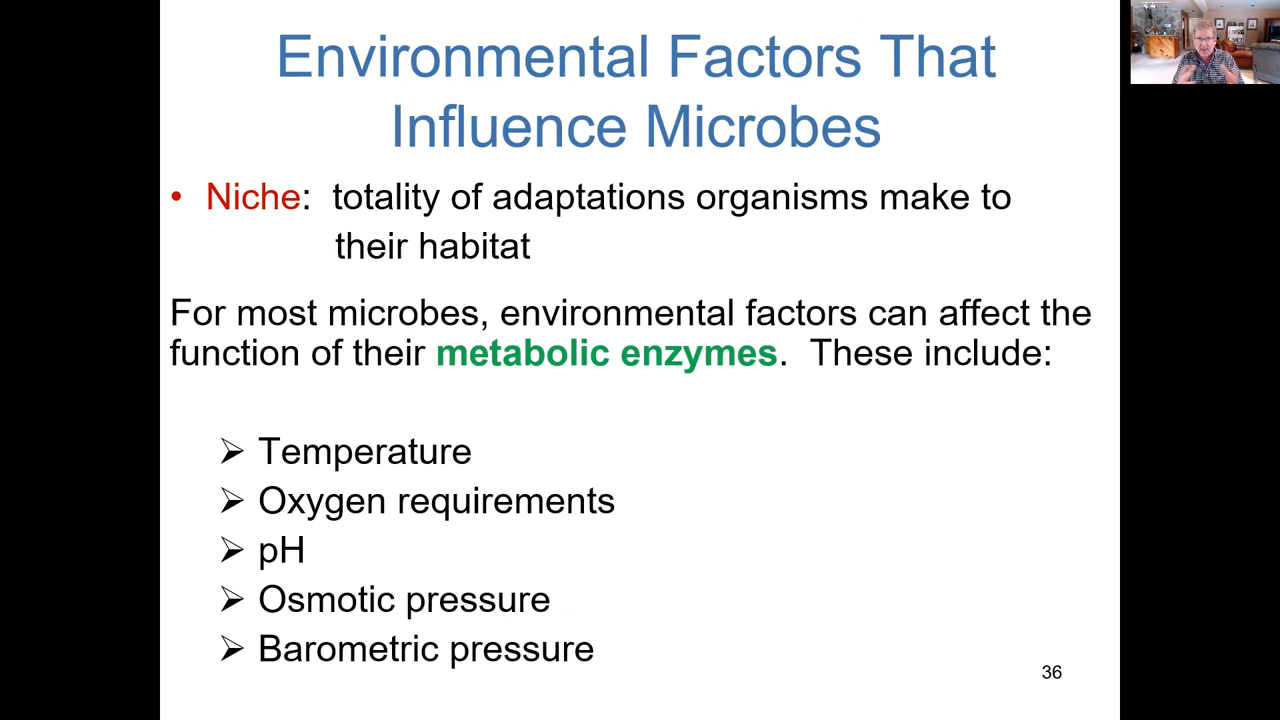 Environmental Factors That
Influence Microbes
• Niche: totality of adaptations organisms make to
their habitat
For most microbes, environmental factors can affect the
function of their metabolic enzymes. These include:
➢ Temperature
➢ Oxygen requirements
➢ pH
➢ Osmotic pressure
➢ Barometric pressure
36